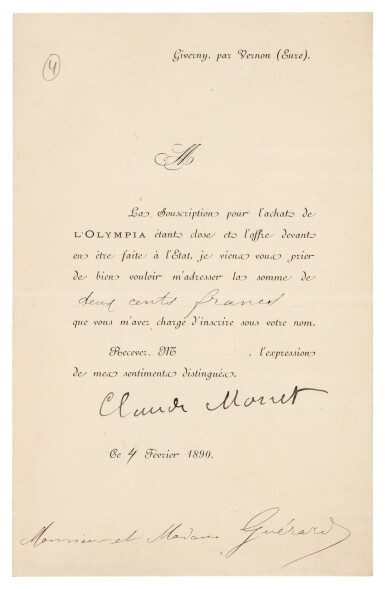 4
Giverny, par Vernon (Eure).
M
La Souscription pour l'achat de
L'OLYMPIA étant close et l'offre devant
en être faite à l'État, je viens vous prier
de bien vouloir m'adresser la somme de
deux cents francs
que vous m'avez chargé d'inscrire sous votre nom.
Recevez, M , l'expression
de mes sentiments distingués.
Claude Monet
Ce 4 Février 1890.
Monsieur et Madame Guérard